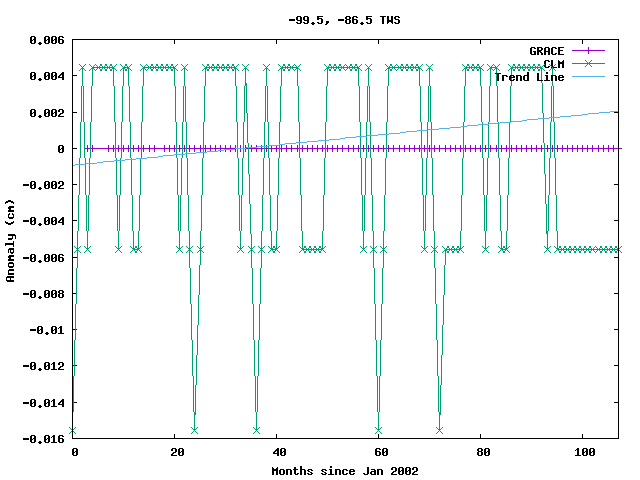 -99.5, -86.5 TWS
0.006
0.004
0.002
0
-0.002
-0.004
-0.006
-0.008
-0.01
-0.012
-0.014
-0.016
Anomaly (cm)
GRACE
CLM
Trend Line
0 20 40 60 80 100
Months since Jan 2002